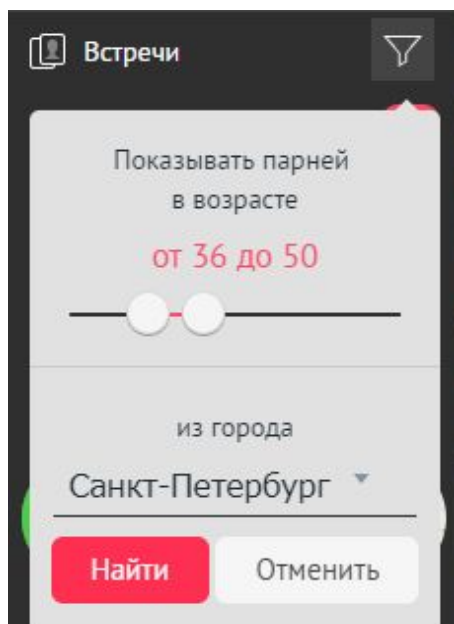 Встречи
Показывать парней
в возрасте
от 36 до 50
из города
Санкт-Петербург
Найти
Отменить